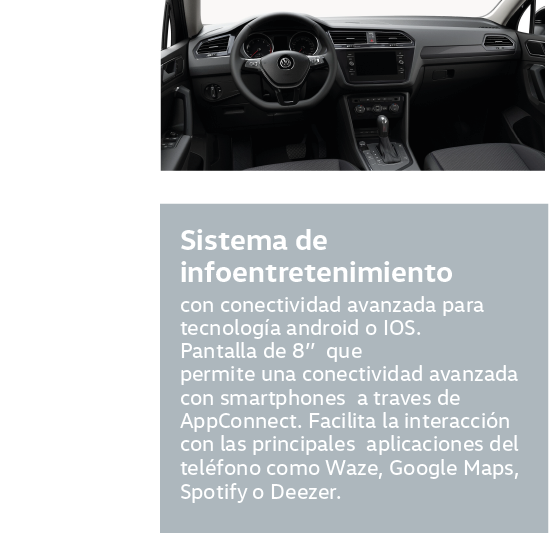 Sistema de
infoentretenimiento
con conectividad avanzada para
tecnología android o IOS.
Pantalla de 8” que
permite una conectividad avanzada
con smartphones a traves de
AppConnect. Facilita la interacción
con las principales aplicaciones del
teléfono como Waze, Google Maps,
Spotify o Deezer.